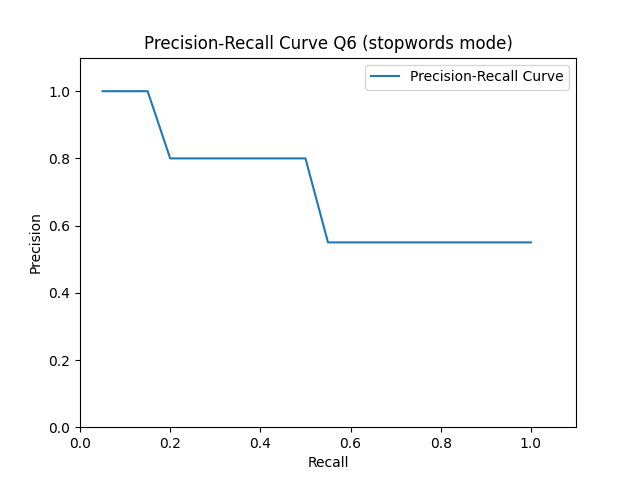 Precision-Recall Curve Q6 (stopwords mode)
Precision-Recall Curve
1.0
0.8
0.6
0.4
0.2
0.0
Precision
0.0 0.2 0.4 0.6 0.8 1.0
Recall